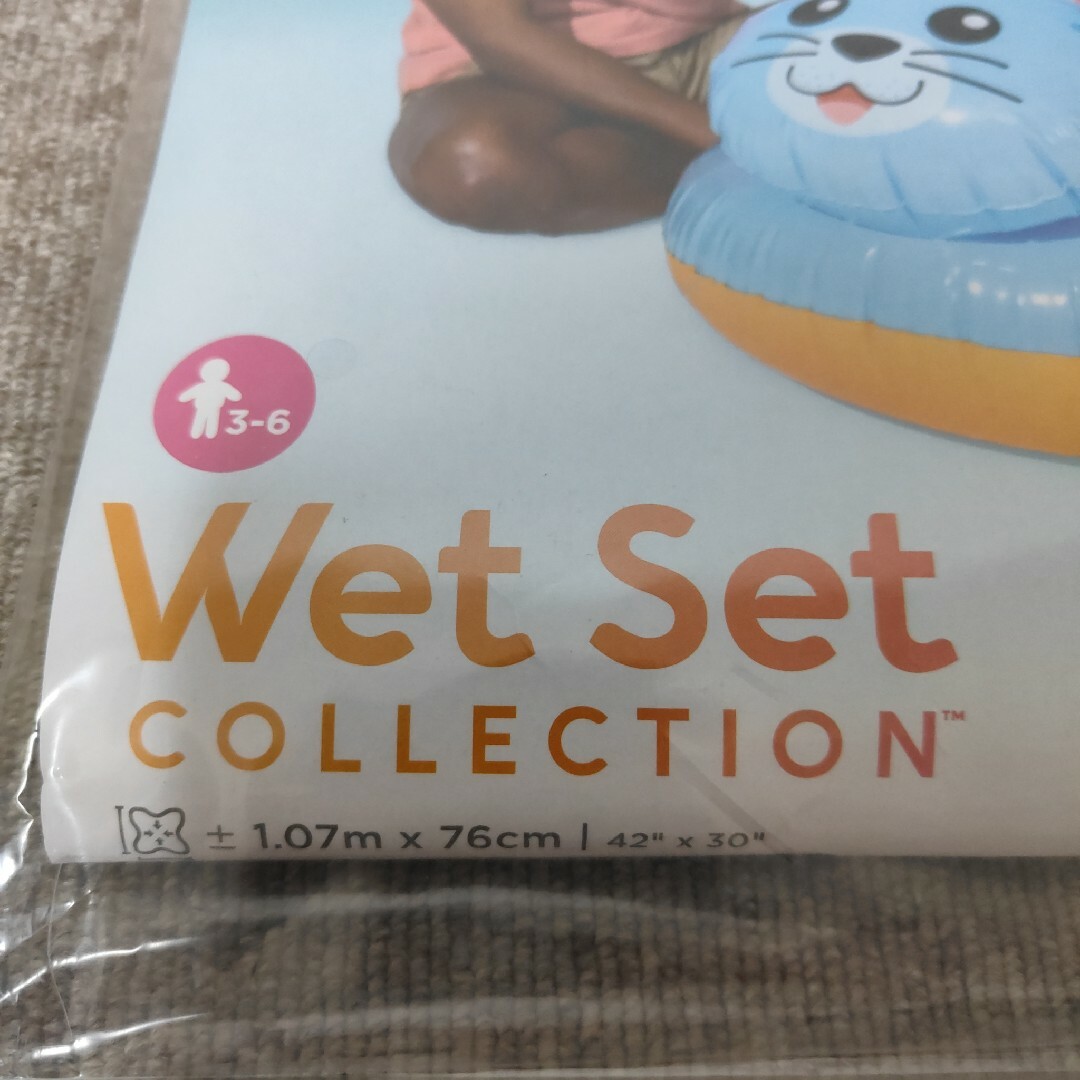 3-6
Wet Set
COLLECTION™
± 1.07m x 76cm | 42" x 30"